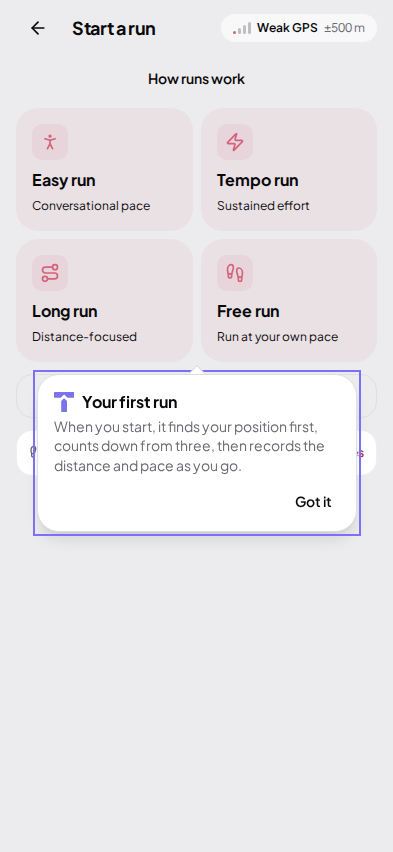 Start a run
Weak GPS ±500 m
How runs work
Easy run
Conversational pace
Tempo run
Sustained effort
Long run
Distance-focused
Free run
Run at your own pace
Your first run
When you start, it finds your position first,
counts down from three, then records the
distance and pace as you go.
Got it